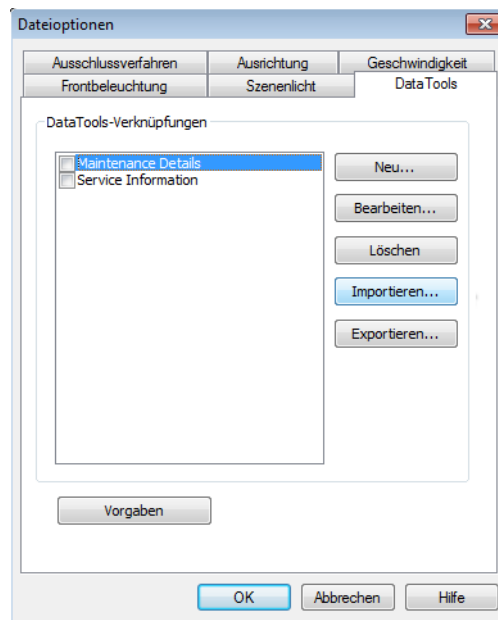 Dateioptionen
Ausschlussverfahren
Ausrichtung
Geschwindigkeit
Frontbeleuchtung
Szenenlicht
DataTools
DataTools-Verknüpfungen
Maintenance Details
Service Information
Neu...
Bearbeiten...
Löschen
Importieren...
Exportieren...
Vorgaben
OK
Abbrechen
Hilfe